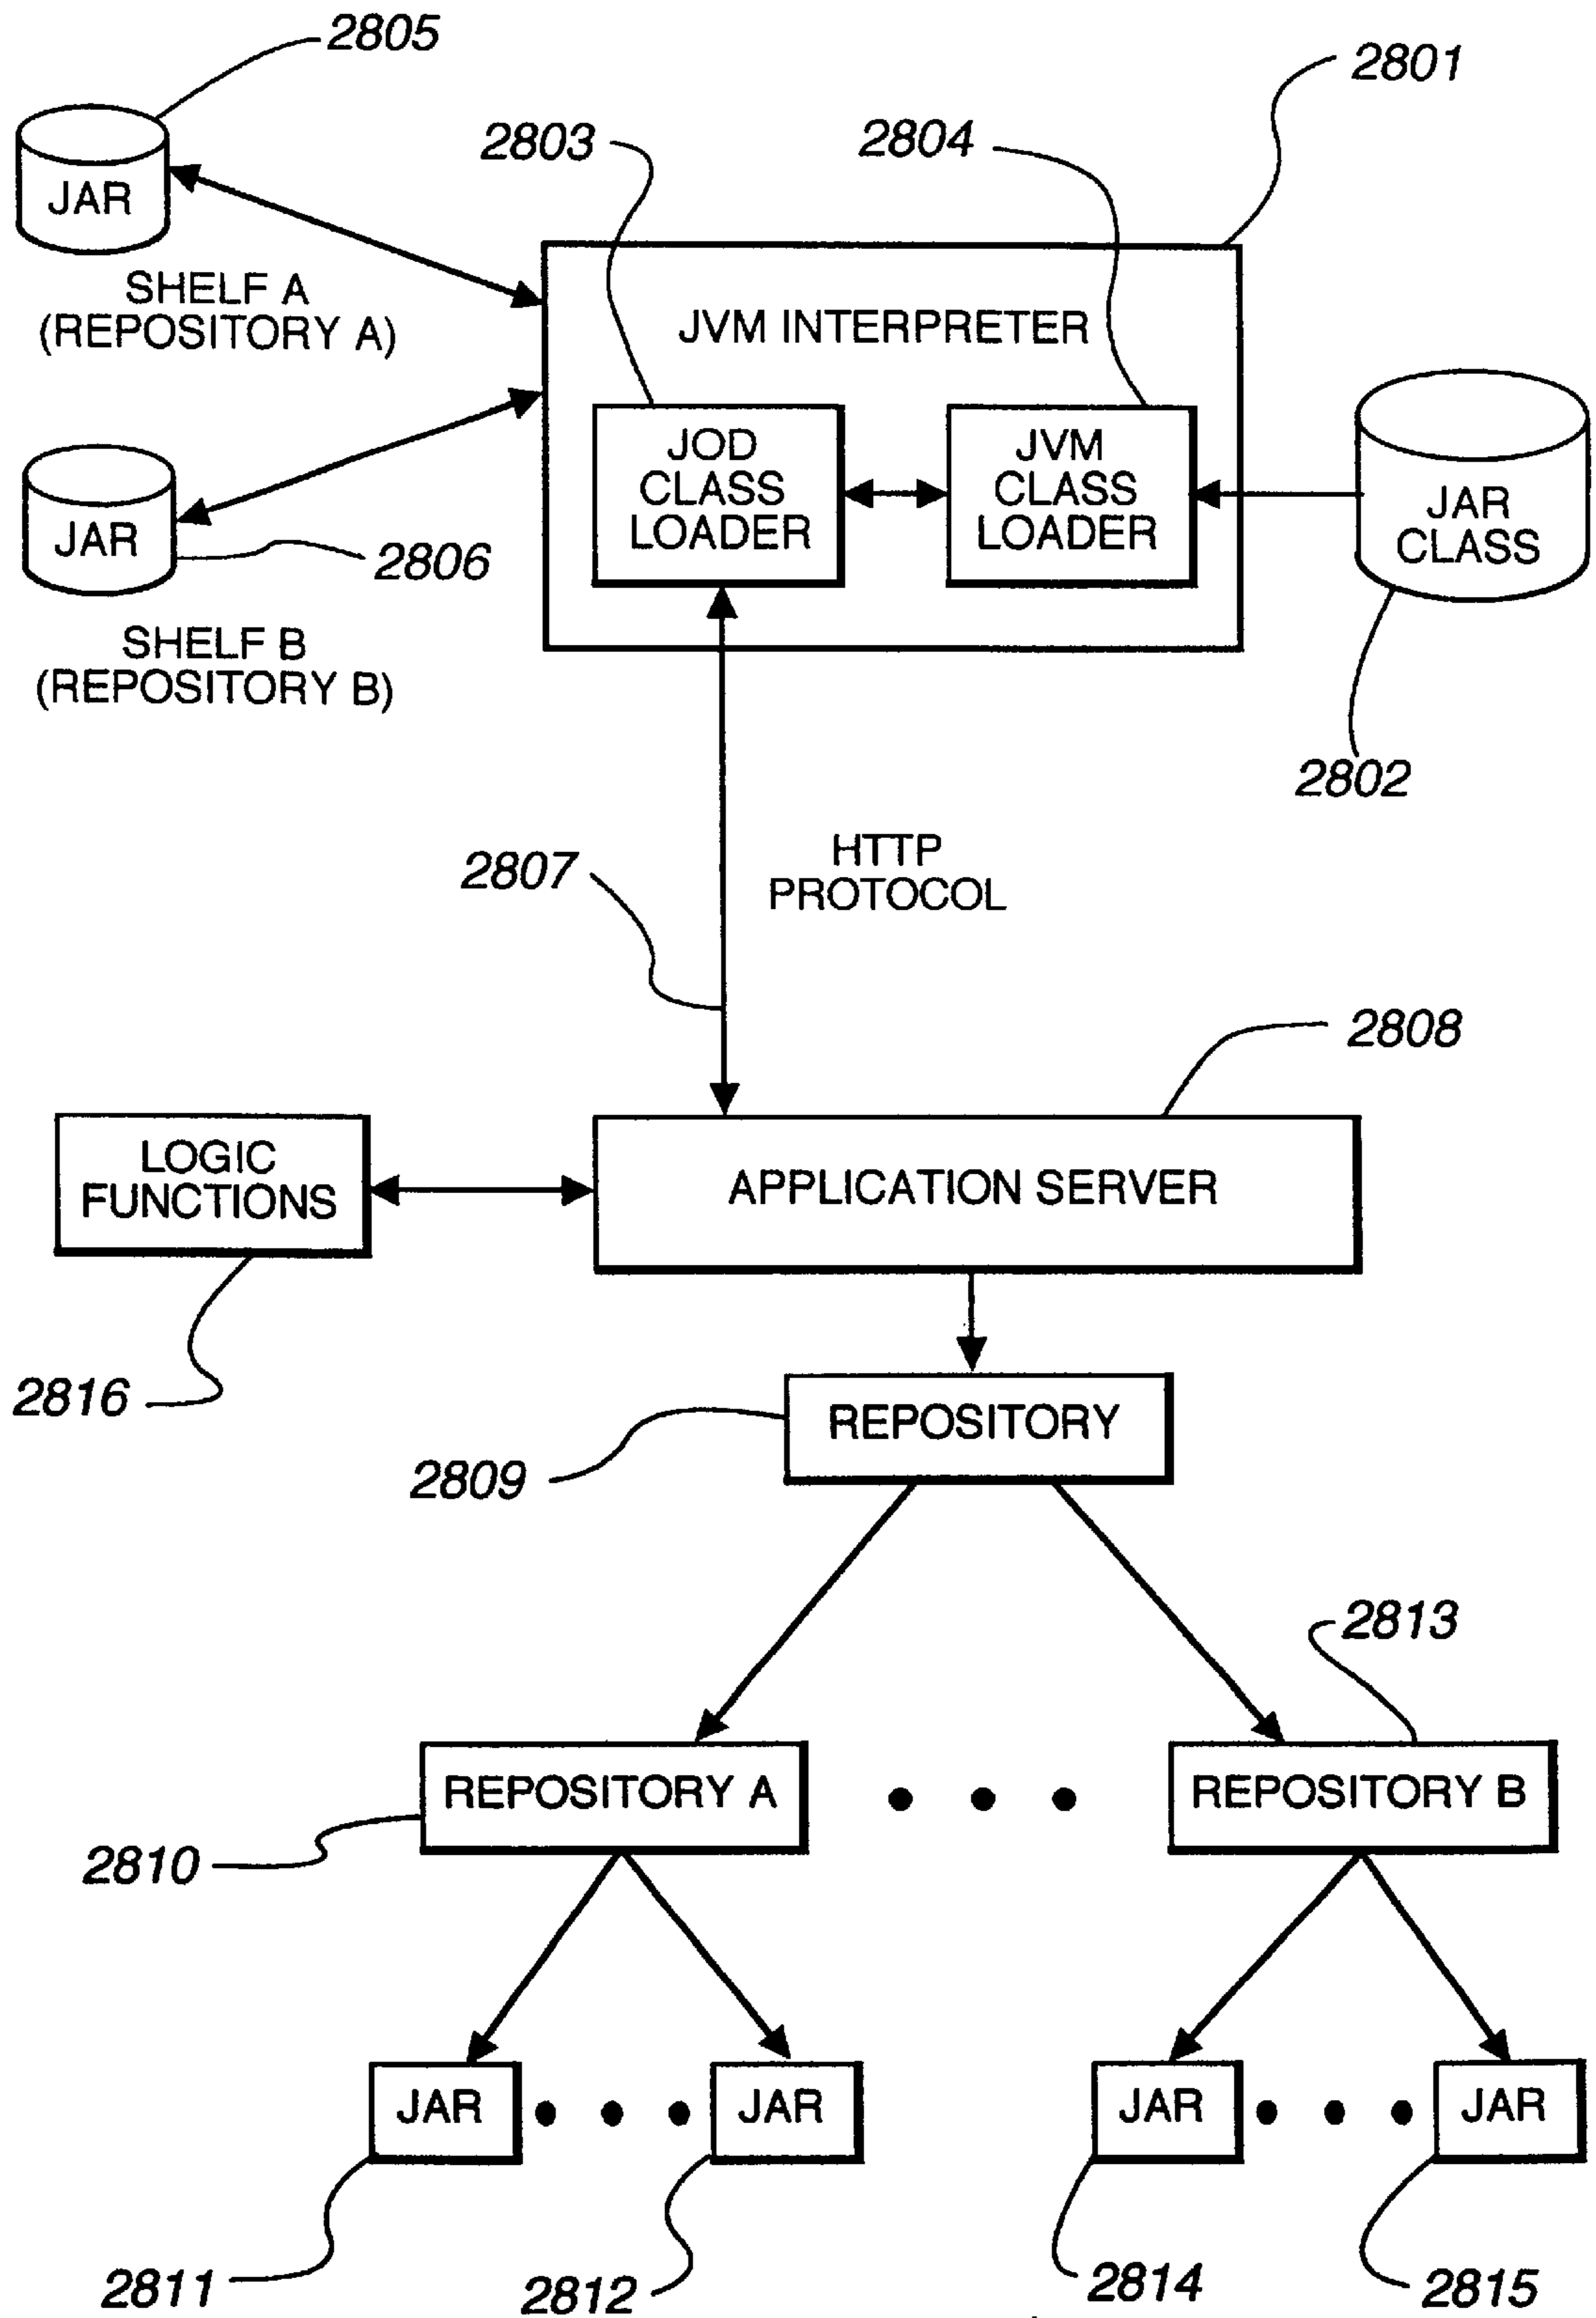 2805
2801
2803
2804
JAR
SHELF A
(REPOSITORY A)
JVM INTERPRETER
JOD
CLASS
LOADER
JVM
CLASS
LOADER
JAR
CLASS
JAR
2806
SHELF B
(REPOSITORY B)
2802
HTTP
PROTOCOL
2807
2808
LOGIC
FUNCTIONS
APPLICATION SERVER
2816
REPOSITORY
2809
2813
REPOSITORY A
REPOSITORY B
2810
JAR
JAR
JAR
JAR
2811
2812
2814
2815